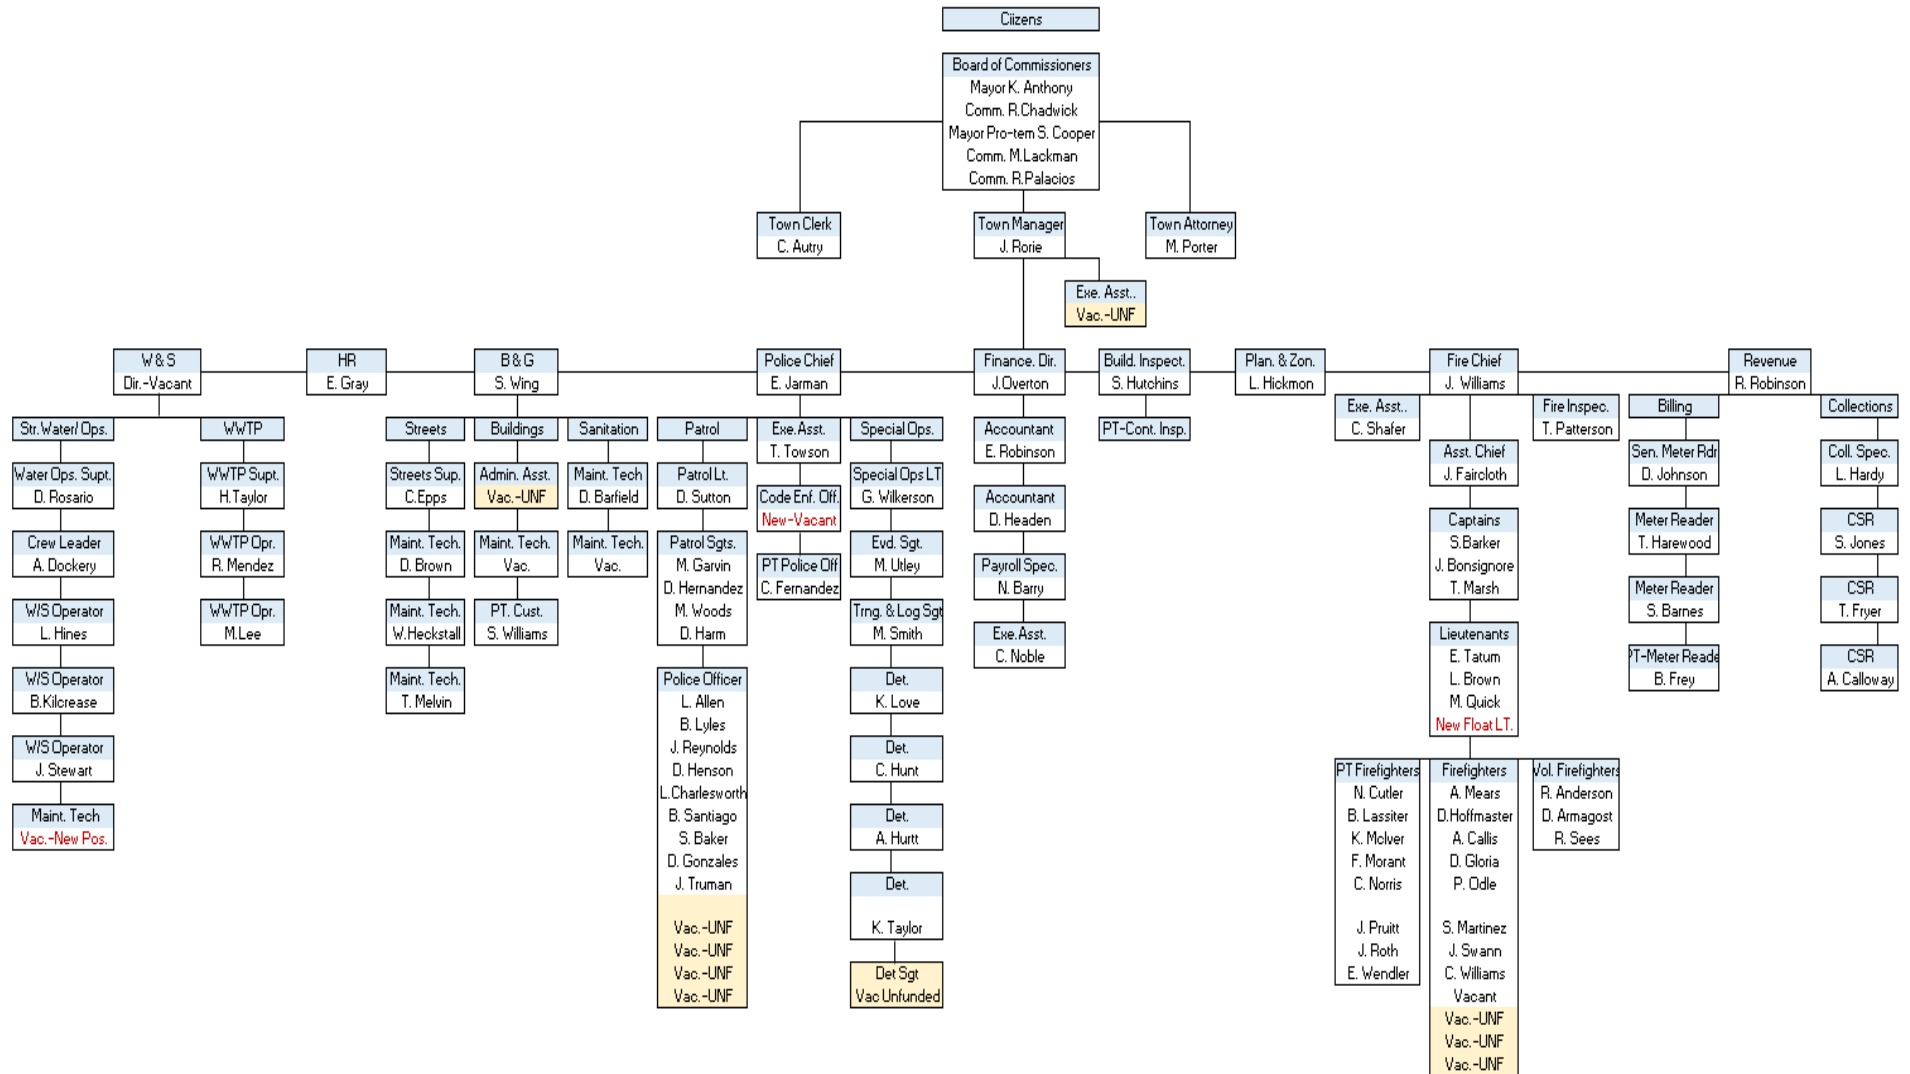 Ciizens
Board of Commissioners
Mayor K. Anthony
Comm. R.Chadwick
Mayor Pro-tem S. Cooper
Comm. M.Lackman
Comm. R.Palacios
Town Clerk
C. Autry
Town Manager
J. Rorie
Town Attorney
M. Porter
Exe. Asst..
Vac.-UNF
W & S
Dir.-Vacant
HR
E. Gray
B & G
S. Wing
Police Chief
E. Jarman
Finance. Dir.
J.Overton
Build. Inspect.
S. Hutchins
Plan. & Zon.
L. Hickmon
Fire Chief
J. Williams
Revenue
R. Robinson
Str. Water/ Ops.
Water Ops. Supt.
D. Rosario
Crew Leader
A. Dockery
W/S Operator
L. Hines
W/S Operator
B.Kilcrease
W/S Operator
J. Stewart
Maint. Tech
Vac.-New Pos.
WWTP
WWTP Supt.
H.Taylor
WWTP Opr.
R. Mendez
WWTP Opr.
M.Lee
Streets
Streets Sup.
C.Epps
Maint. Tech.
D. Brown
Maint. Tech.
W.Heckstall
Maint. Tech.
T. Melvin
Buildings
Admin. Asst.
Vac.-UNF
Maint. Tech.
Vac.
PT. Cust.
S. Williams
Sanitation
Maint. Tech
D. Barfield
Maint. Tech.
Vac.
Patrol
Patrol Lt.
D. Sutton
Patrol Sgts.
M. Garvin
D. Hernandez
M. Woods
D. Harm
Police Officer
L. Allen
B. Lyles
J. Reynolds
D. Henson
L.Charlesworth
B. Santiago
S. Baker
D. Gonzales
J. Truman
Vac.-UNF
Vac.-UNF
Vac.-UNF
Vac.-UNF
Exe.Asst.
T. Towson
Code Enf. Off.
New-Vacant
PT Police Off
C. Fernandez
Special Ops.
Special Ops LT
G. Wilkerson
Evd. Sgt.
M. Utley
Trng. & Log Sgt
M. Smith
Det.
K. Love
Det.
C. Hunt
Det.
A. Hurtt
Det.
K. Taylor
Det Sgt
Vac Unfunded
Accountant
E. Robinson
Accountant
D. Headen
Payroll Spec.
N. Barry
Exe.Asst.
C. Noble
PT-Cont. Insp.
Exe. Asst..
C. Shafer
Fire Inspec.
T. Patterson
Asst. Chief
J. Faircloth
Captains
S.Barker
J. Bonsignore
T. Marsh
Lieutenants
E. Tatum
L. Brown
M. Quick
New Float LT.
PT Firefighters
N. Cutler
B. Lassiter
K. McIver
F. Morant
C. Norris
J. Pruitt
J. Roth
E. Wendler
Firefighters
A. Mears
D.Hoffmaster
A. Callis
D. Gloria
P. Odle
S. Martinez
J. Swann
C. Williams
Vacant
Vac.-UNF
Vac.-UNF
Vac.-UNF
Vol. Firefighters
R. Anderson
D. Armagost
R. Sees
Billing
Sen. Meter Rdr
D. Johnson
Meter Reader
T. Harewood
Meter Reader
S. Barnes
PT-Meter Reade
B. Frey
Collections
Coll. Spec.
L. Hardy
CSR
S. Jones
CSR
T. Fryer
CSR
A. Calloway